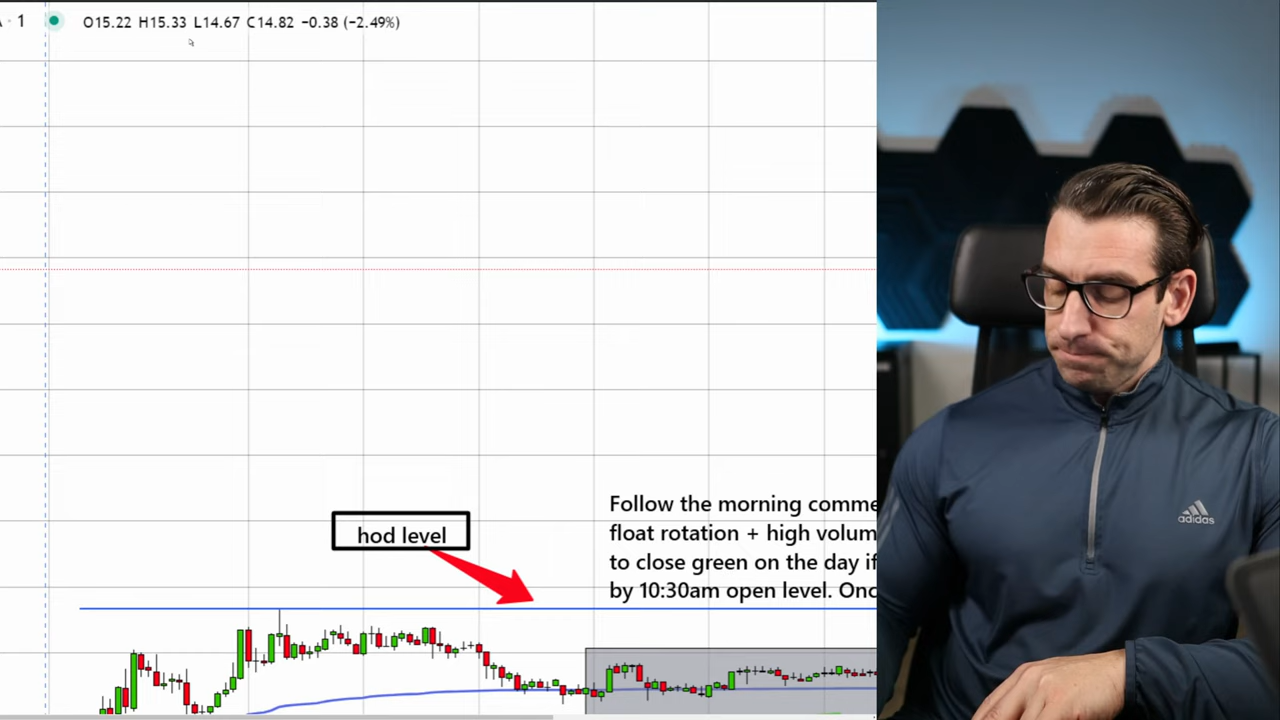 1 O15.22 H15.33 L14.67 C14.82 −0.38 (−2.49%)
hod level
Follow the morning comme
float rotation + high volum
to close green on the day if
by 10:30am open level. Onc
adidas